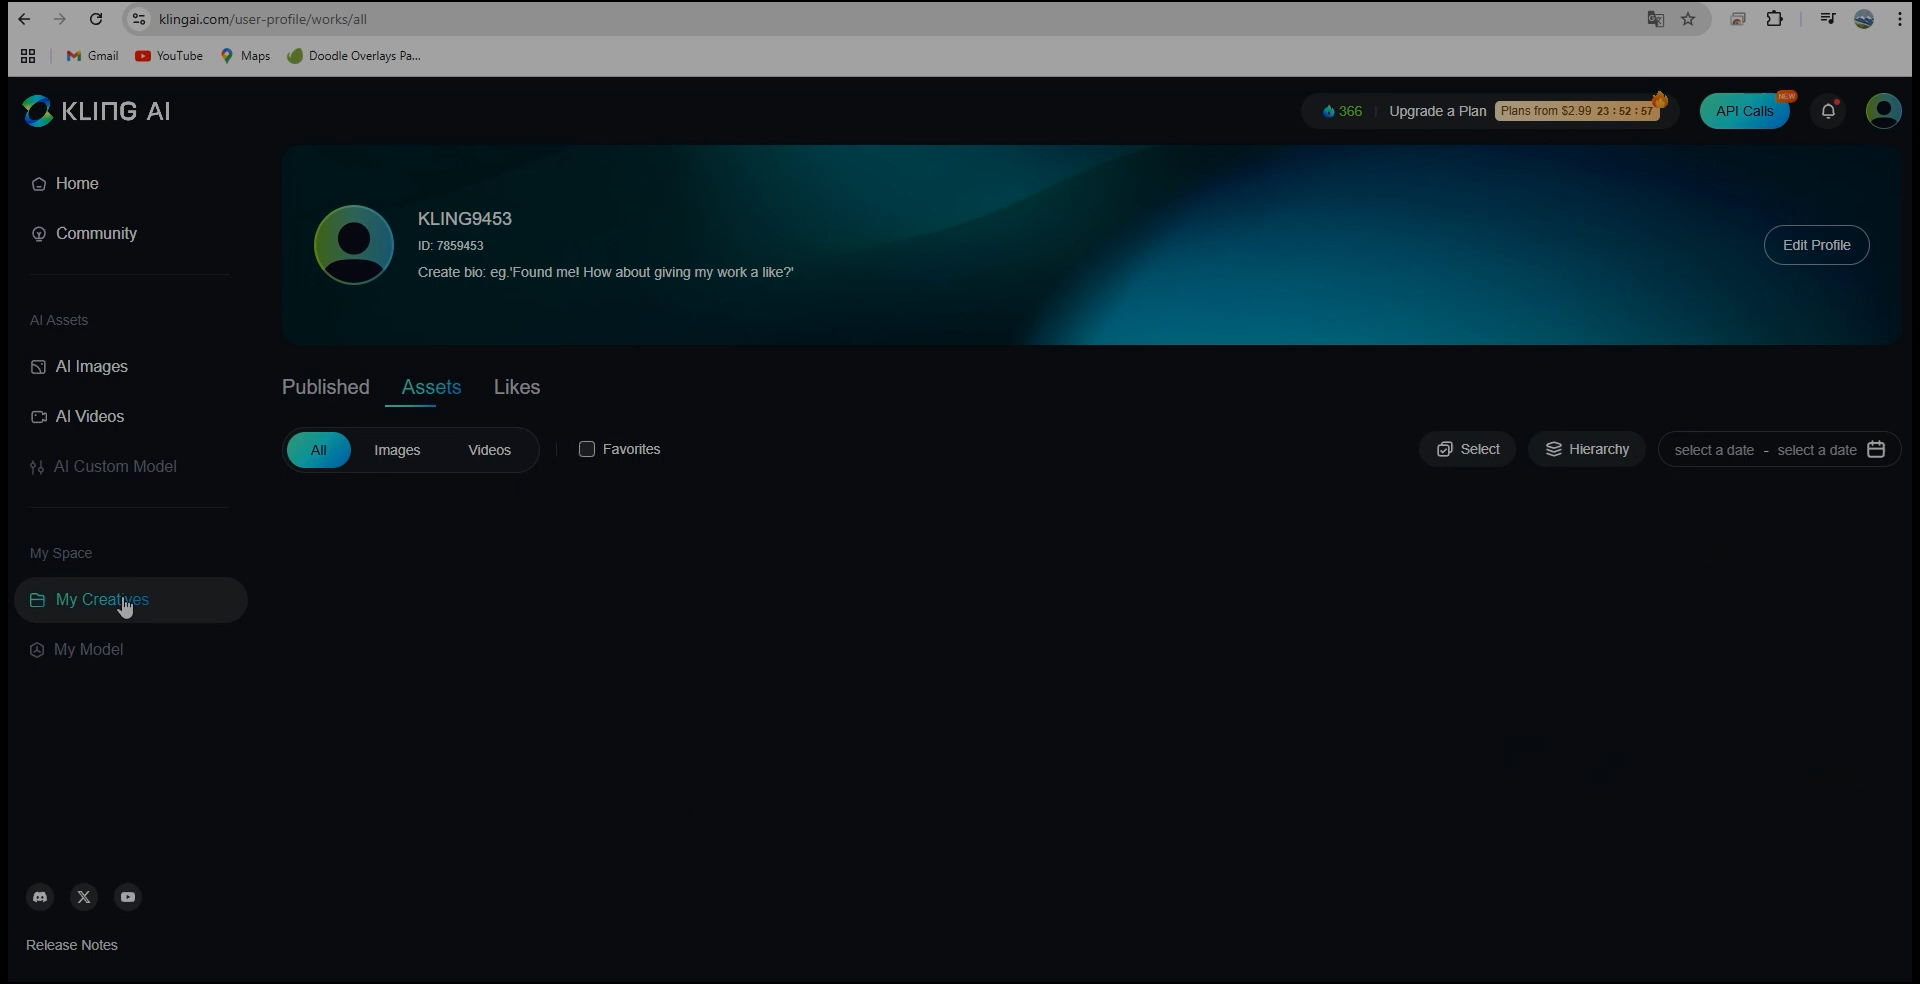 klingai.com/user-profile/works/all
Gmail YouTube Maps Doodle Overlays Pa...
KLING AI
366 Upgrade a Plan Plans from $2.99 23 : 52 : 57 API Calls NEW
Home
Community
AI Assets
AI Images
AI Videos
AI Custom Model
My Space
My Creatives
My Model
Release Notes
KLING9453
ID: 7859453
Create bio: eg.'Found me! How about giving my work a like?'
Edit Profile
Published Assets Likes
All Images Videos Favorites Select Hierarchy select a date - select a date